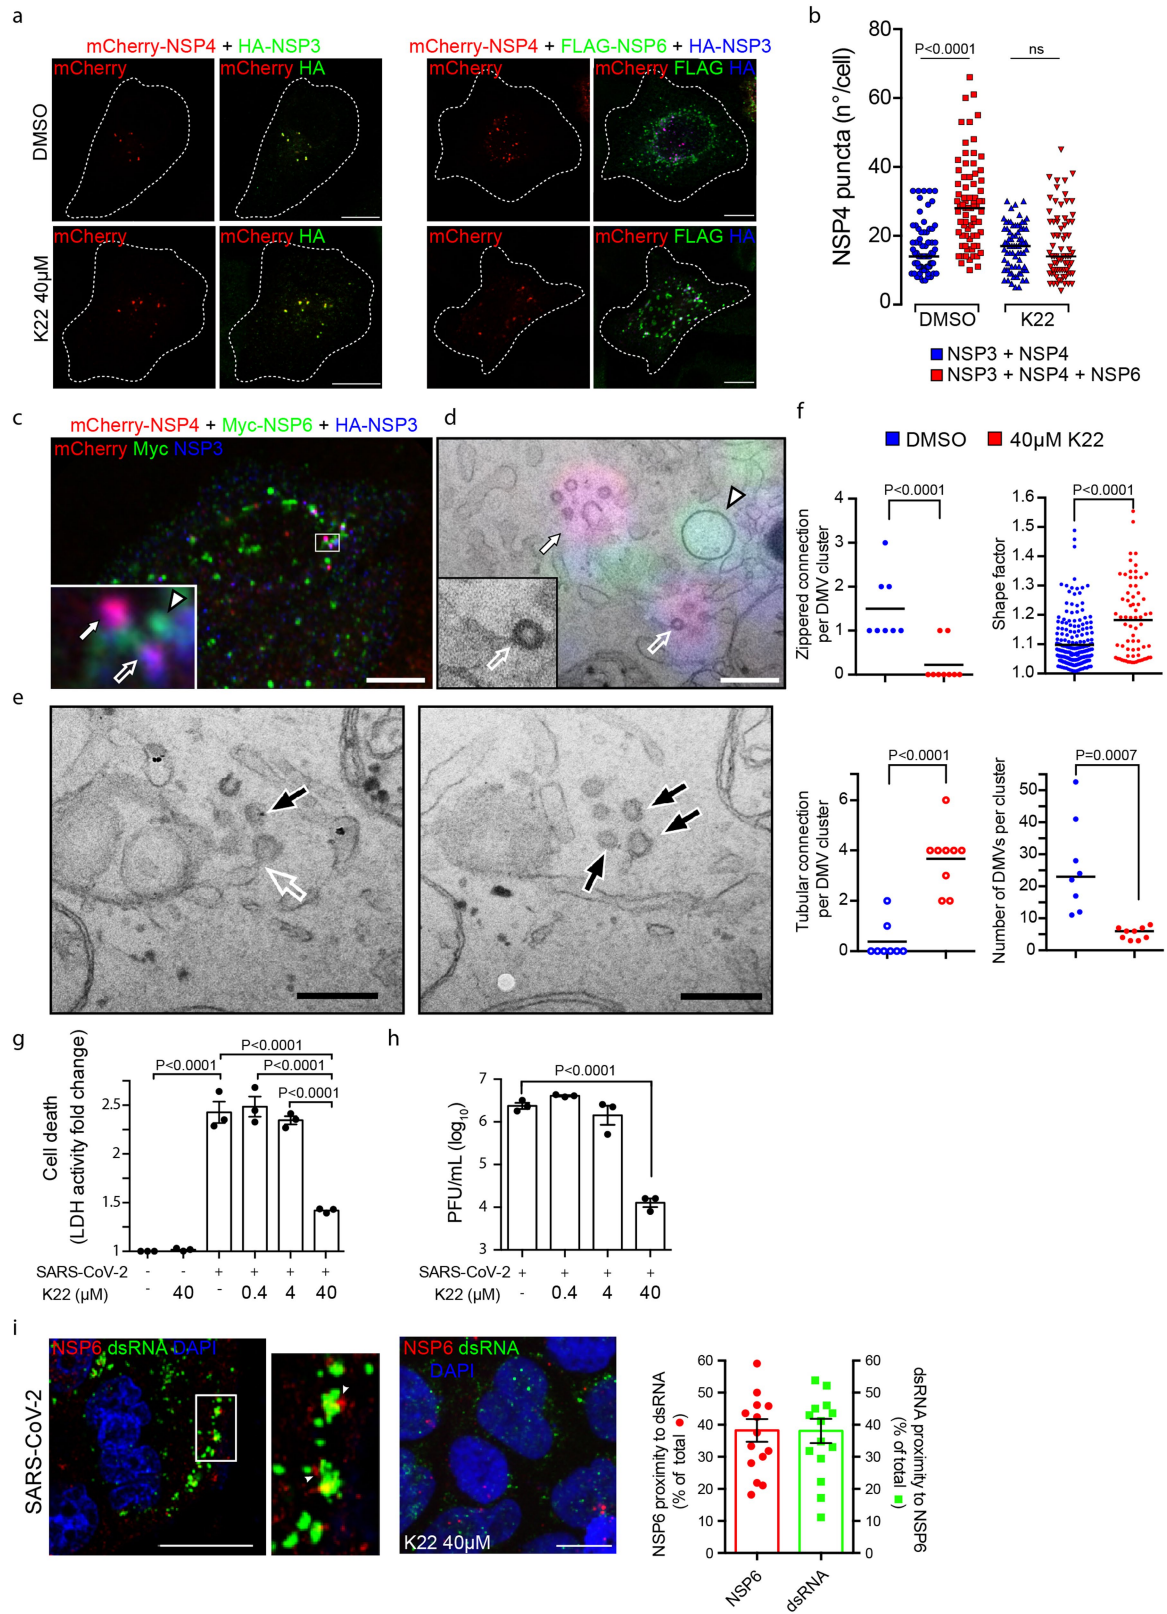 a
mCherry-NSP4 + HA-NSP3
mCherry-NSP4 + FLAG-NSP6 + HA-NSP3
DMSO
mCherry
mCherry HA
mCherry
mCherry FLAG HA
K22 40µM
mCherry
mCherry HA
mCherry
mCherry FLAG HA
b
NSP4 puncta (n°/cell)
80
60
40
20
0
P<0.0001
ns
DMSO
K22
NSP3 + NSP4
NSP3 + NSP4 + NSP6
c
mCherry-NSP4 + Myc-NSP6 + HA-NSP3
mCherry Myc NSP3
d
e
f
DMSO
40µM K22
Zippered connection
per DMV cluster
4
3
2
1
0
P<0.0001
Shape factor
1.6
1.5
1.4
1.3
1.2
1.1
1.0
P<0.0001
Tubular connection
per DMV cluster
6
4
2
0
P<0.0001
Number of DMVs per cluster
50
40
30
20
10
0
P=0.0007
g
Cell death
(LDH activity fold change)
2.5
2
1.5
1
P<0.0001
P<0.0001
P<0.0001
P<0.0001
SARS-CoV-2 - - + + + +
K22 (µM) - 40 - 0.4 4 40
h
PFU/mL (log10)
7
6
5
4
3
P<0.0001
SARS-CoV-2 + + + +
K22 (µM) - 0.4 4 40
i
SARS-CoV-2
NSP6 dsRNA DAPI
NSP6 dsRNA
DAPI
K22 40µM
NSP6 proximity to dsRNA
(% of total )
60
50
40
30
20
10
0
60
50
40
30
20
10
0
dsRNA proximity to NSP6
(% of total )
NSP6
dsRNA